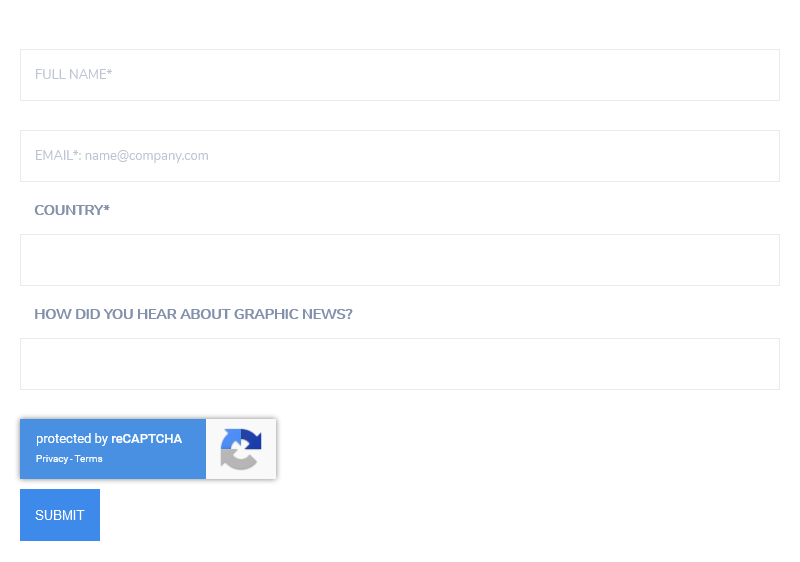 FULL NAME*
EMAIL*: name@company.com
COUNTRY*
HOW DID YOU HEAR ABOUT GRAPHIC NEWS?
protected by reCAPTCHA
Privacy - Terms
SUBMIT